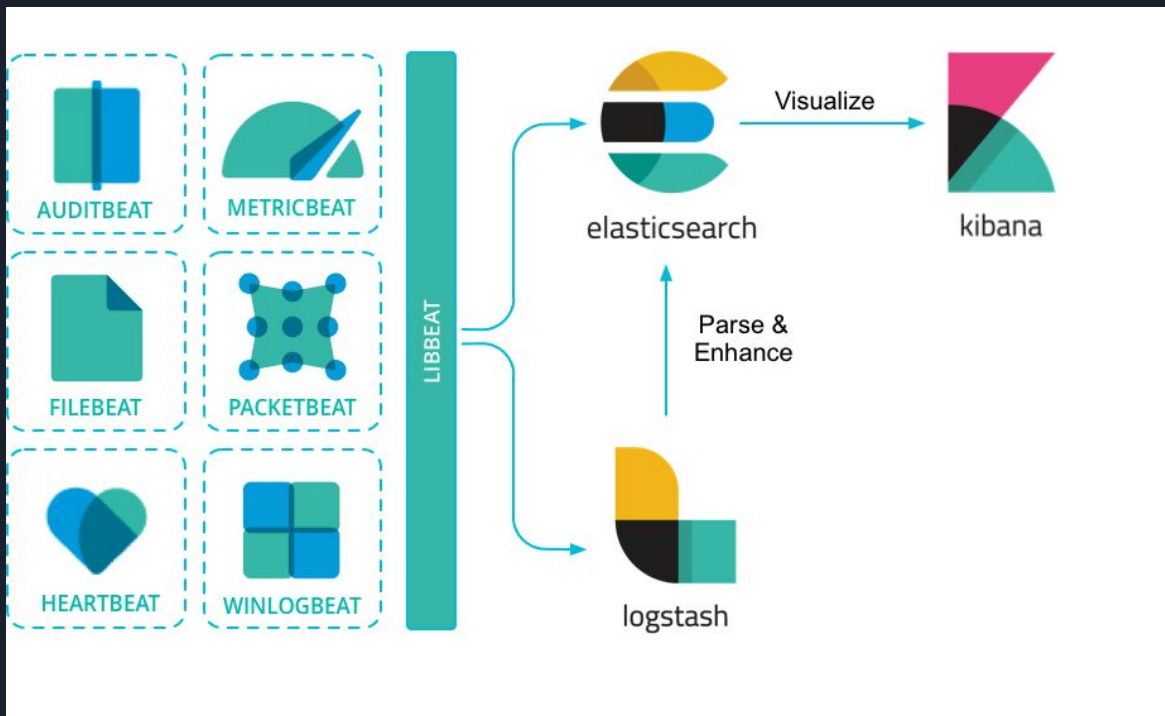 AUDITBEAT
METRICBEAT
FILEBEAT
PACKETBEAT
HEARTBEAT
WINLOGBEAT
LIBBEAT
elasticsearch
Visualize
kibana
Parse &
Enhance
logstash